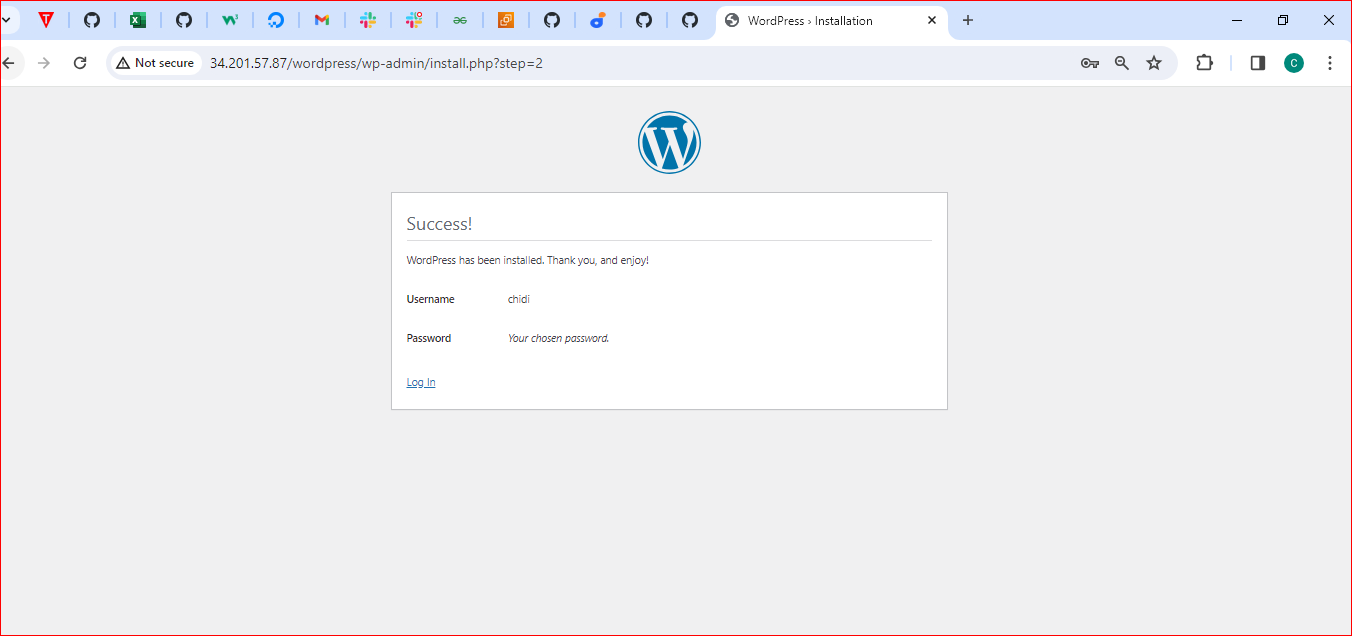 WordPress › Installation
Not secure 34.201.57.87/wordpress/wp-admin/install.php?step=2
C
Success!
WordPress has been installed. Thank you, and enjoy!
Username chidi
Password Your chosen password.
Log In